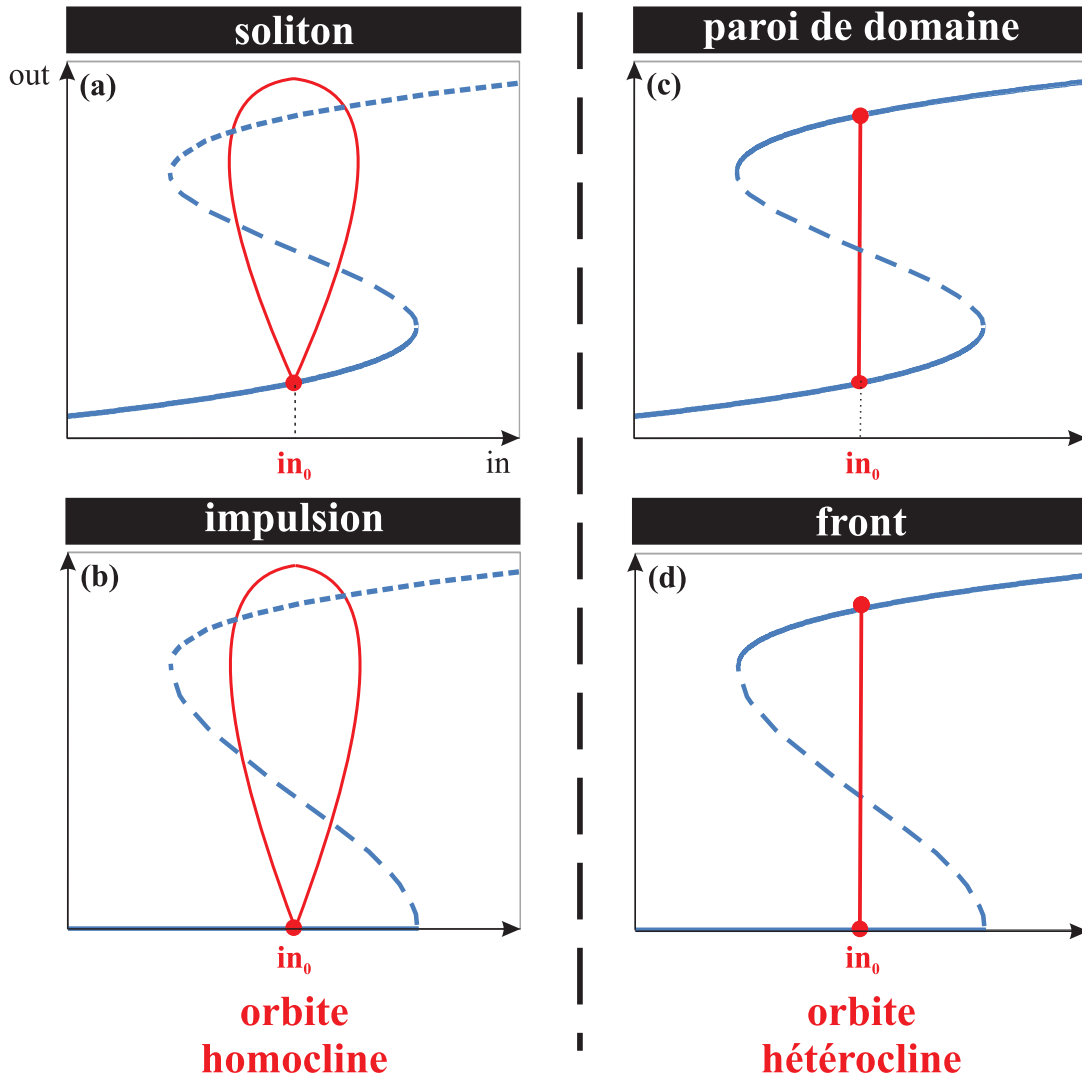 soliton
out
(a)
in₀
in
paroi de domaine
(c)
in₀
impulsion
(b)
in₀
orbite
homocline
front
(d)
in₀
orbite
hétérocline